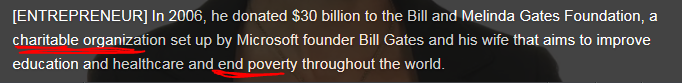 [ENTREPRENEUR] In 2006, he donated $30 billion to the Bill and Melinda Gates Foundation, a
charitable organization set up by Microsoft founder Bill Gates and his wife that aims to improve
education and healthcare and end poverty throughout the world.